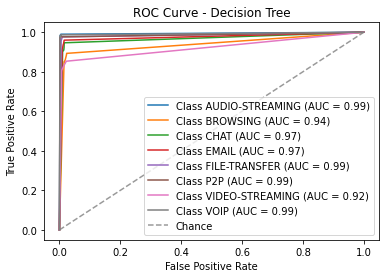 ROC Curve - Decision Tree
True Positive Rate
1.0
0.8
0.6
0.4
0.2
0.0
Class AUDIO-STREAMING (AUC = 0.99)
Class BROWSING (AUC = 0.94)
Class CHAT (AUC = 0.97)
Class EMAIL (AUC = 0.97)
Class FILE-TRANSFER (AUC = 0.99)
Class P2P (AUC = 0.99)
Class VIDEO-STREAMING (AUC = 0.92)
Class VOIP (AUC = 0.99)
Chance
0.0 0.2 0.4 0.6 0.8 1.0
False Positive Rate